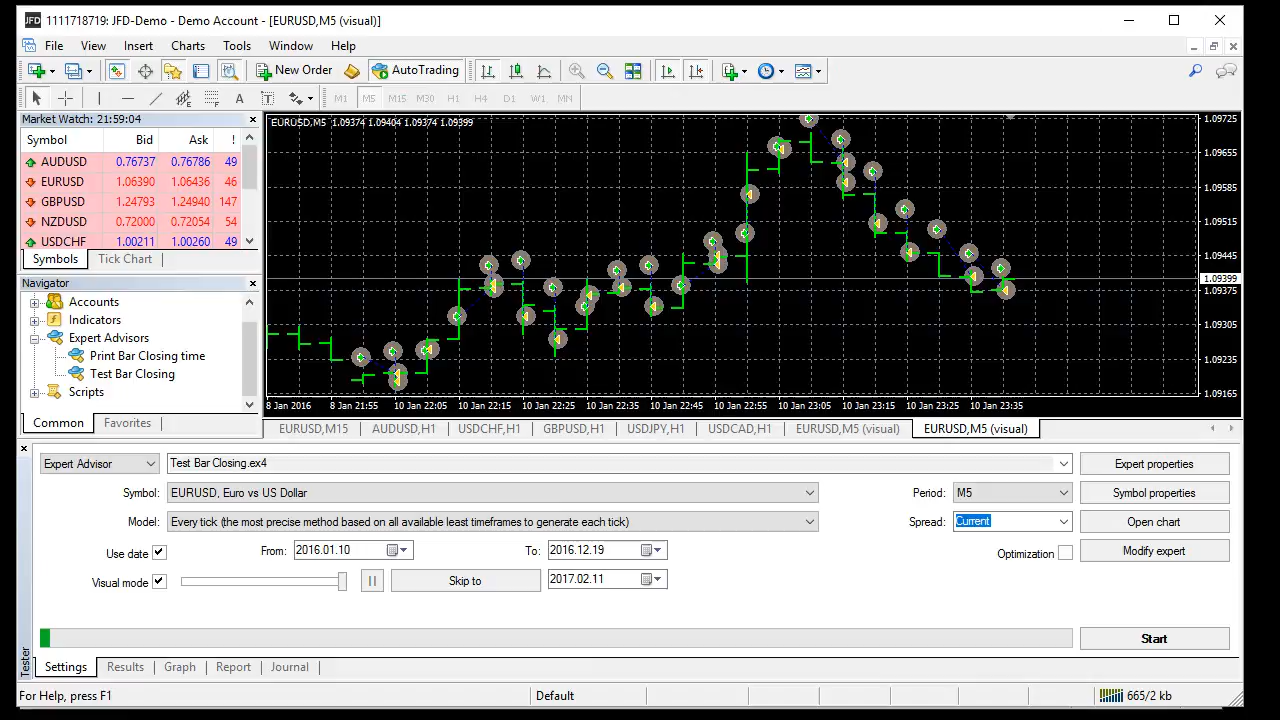 JFD 1111718719: JFD-Demo - Demo Account - [EURUSD,M5 (visual)]
File View Insert Charts Tools Window Help
New Order AutoTrading
A T M1 M5 M15 M30 H1 H4 D1 W1 MN
Market Watch: 21:59:04
Symbol Bid Ask !
AUDUSD 0.76737 0.76786 49
EURUSD 1.06390 1.06436 46
GBPUSD 1.24793 1.24940 147
NZDUSD 0.72000 0.72054 54
USDCHF 1.00211 1.00260 49
Symbols Tick Chart
Navigator
Accounts
Indicators
Expert Advisors
Print Bar Closing time
Test Bar Closing
Scripts
Common Favorites
EURUSD,M5 1.09374 1.09404 1.09374 1.09399
1.09725
1.09655
1.09585
1.09515
1.09445
1.09399
1.09375
1.09305
1.09235
1.09165
8 Jan 2016 8 Jan 21:55 10 Jan 22:05 10 Jan 22:15 10 Jan 22:25 10 Jan 22:35 10 Jan 22:45 10 Jan 22:55 10 Jan 23:05 10 Jan 23:15 10 Jan 23:25 10 Jan 23:35
EURUSD,M15 AUDUSD,H1 USDCHF,H1 GBPUSD,H1 USDJPY,H1 USDCAD,H1 EURUSD,M5 (visual) EURUSD,M5 (visual)
Expert Advisor Test Bar Closing.ex4 Expert properties
Symbol: EURUSD, Euro vs US Dollar Period: M5 Symbol properties
Model: Every tick (the most precise method based on all available least timeframes to generate each tick) Spread: Current Open chart
Use date From: 2016.01.10 To: 2016.12.19 Optimization Modify expert
Visual mode Skip to 2017.02.11
Start
Tester
Settings Results Graph Report Journal
For Help, press F1 Default 665/2 kb